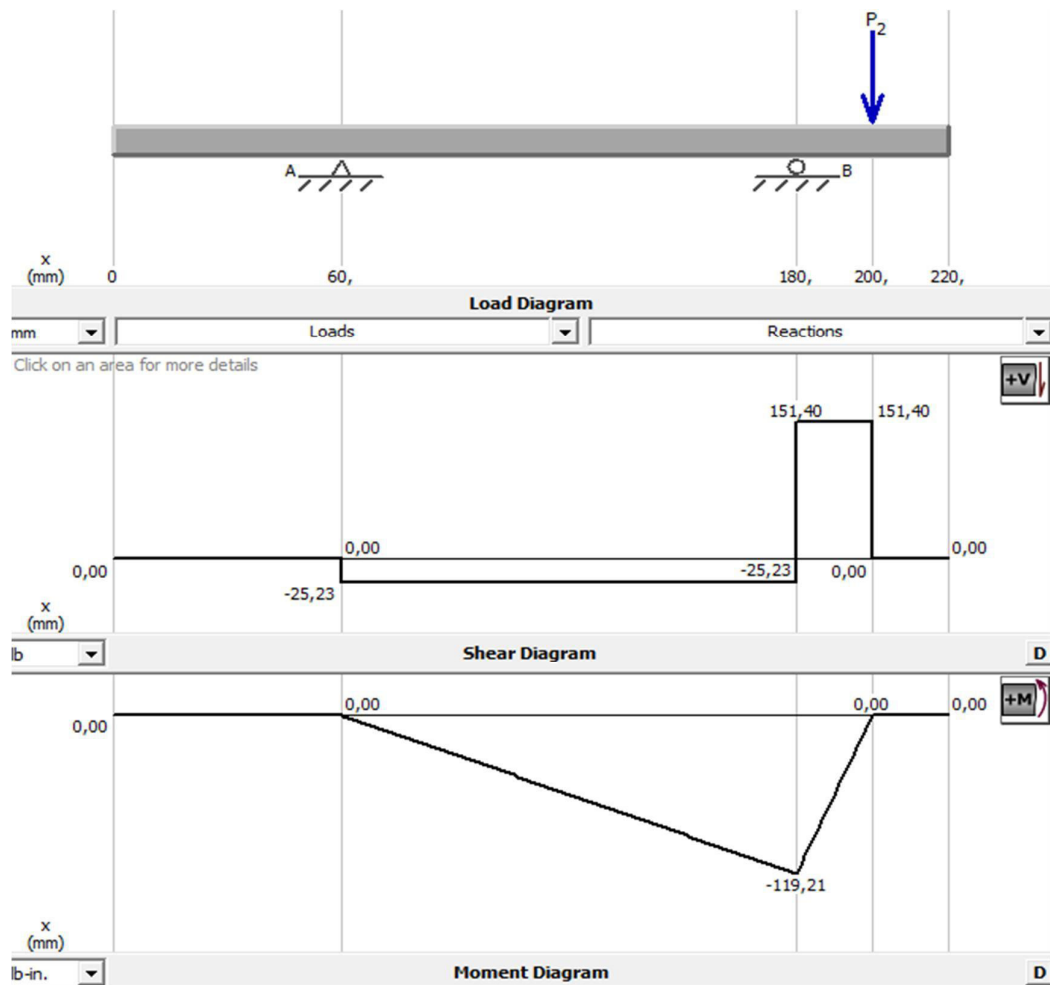 P2
A
B
x
(mm) 0 60, 180, 200, 220,
Load Diagram
mm Loads Reactions
Click on an area for more details
+V
151,40 151,40
0,00 0,00
0,00 -25,23 0,00
-25,23
x
(mm)
lb Shear Diagram D
+M
0,00 0,00 0,00
0,00
-119,21
x
(mm)
lb-in. Moment Diagram D